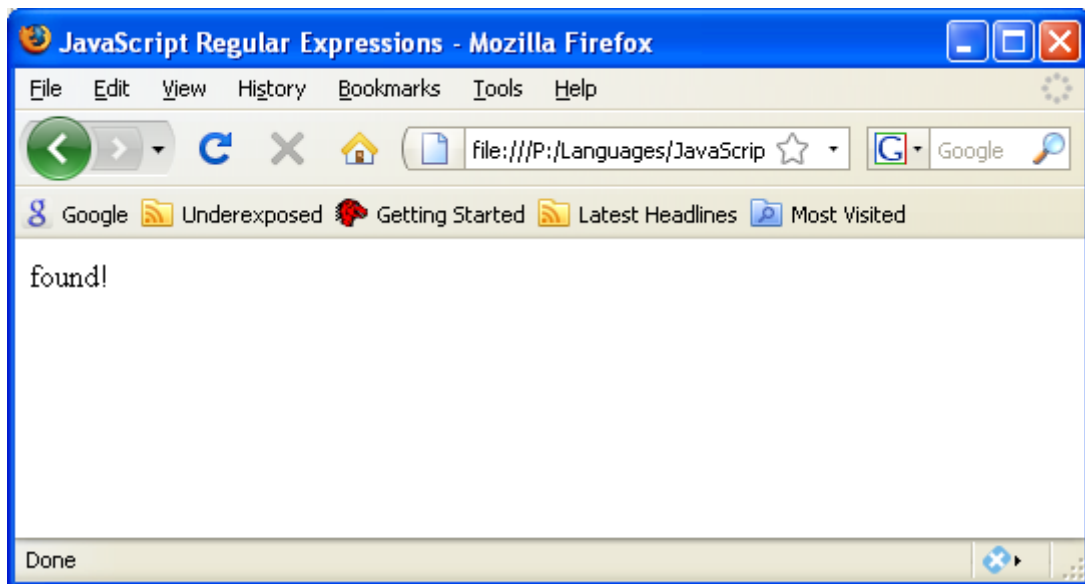 JavaScript Regular Expressions - Mozilla Firefox
File Edit View History Bookmarks Tools Help
file:///P:/Languages/JavaScrip G Google
g Google Underexposed Getting Started Latest Headlines Most Visited
found!
Done